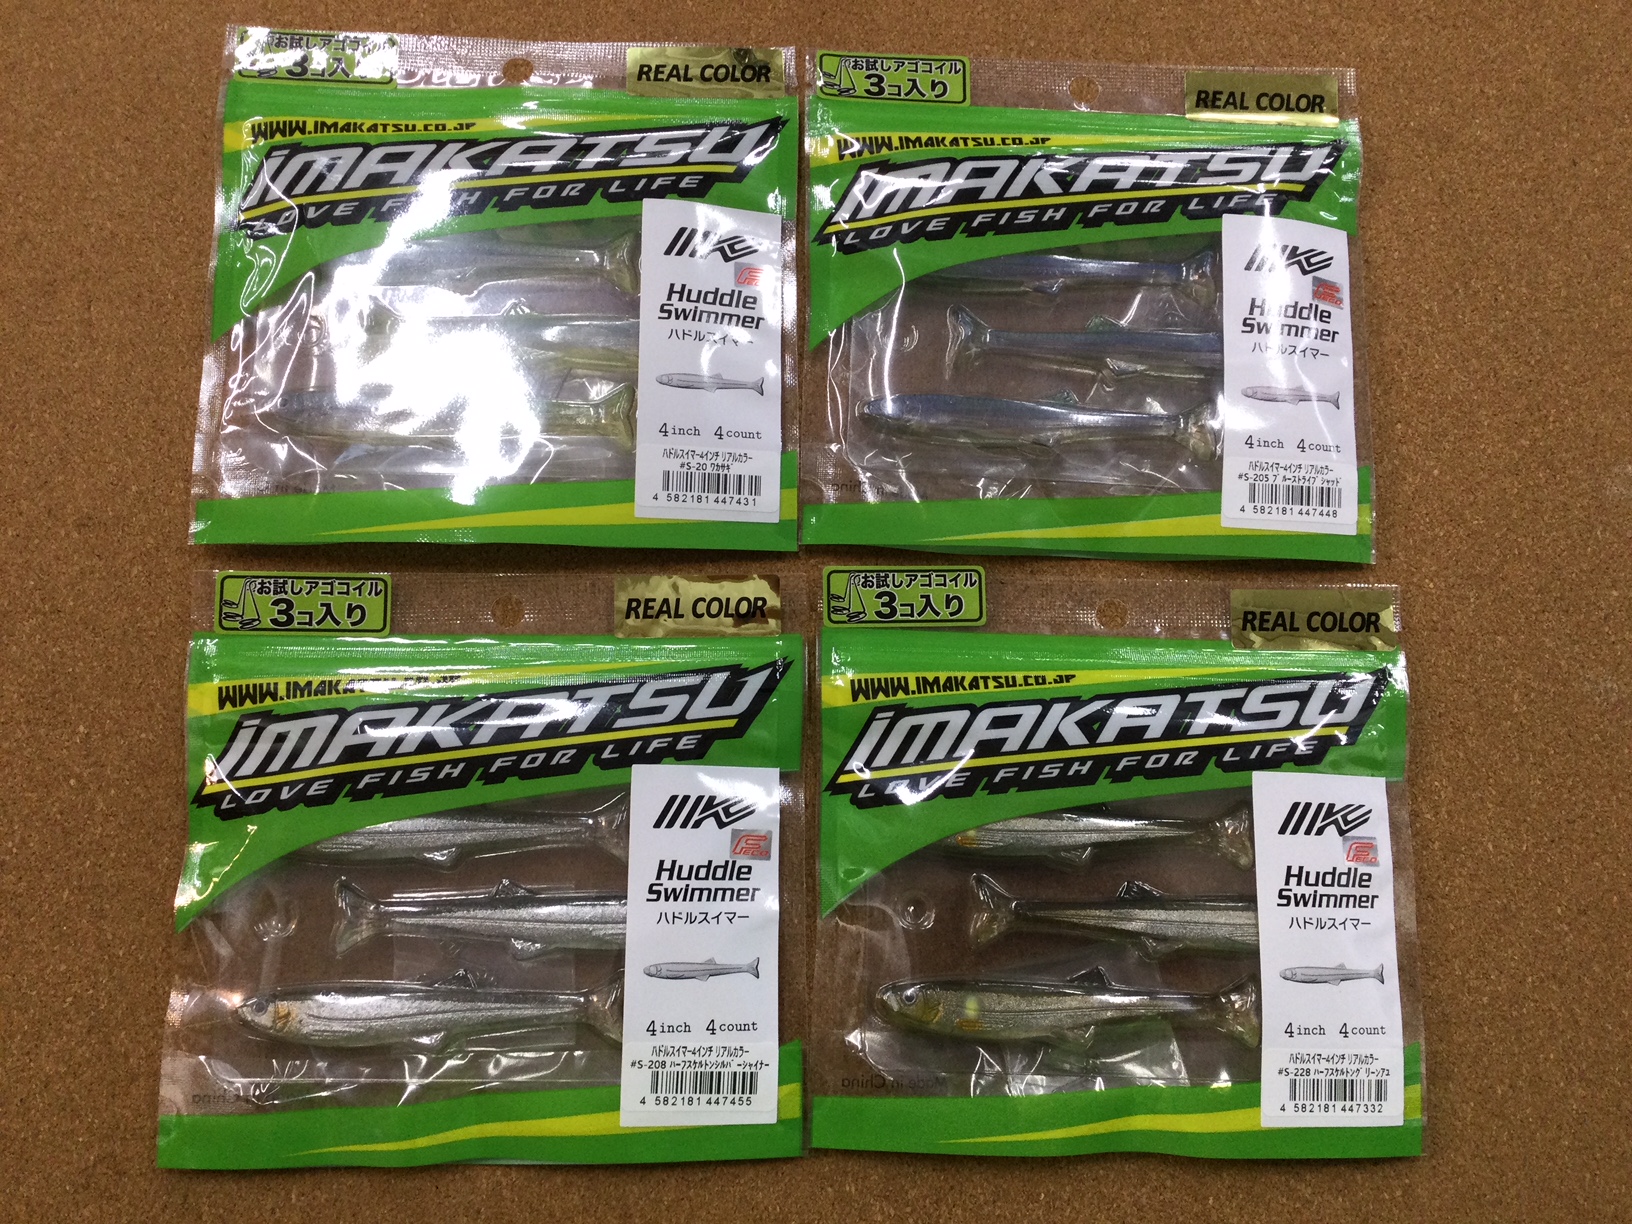 お試しアゴコイル
3コ入り
REAL COLOR
WWW.IMAKATSU.CO.JP
iMAKATSU
LOVE FISH FOR LIFE
IIIKE
FECO
Huddle
Swimmer
ハドルスイマー
4inch 4count
ハドルスイマー4インチ リアルカラー
#S-20 ワカサギ
4 582181 447431
お試しアゴコイル
3コ入り
REAL COLOR
WWW.IMAKATSU.CO.JP
iMAKATSU
LOVE FISH FOR LIFE
IIIKE
FECO
Huddle
Swimmer
ハドルスイマー
4inch 4count
ハドルスイマー4インチ リアルカラー
#S-205 ブルーストライプシャッド
4 582181 447448
お試しアゴコイル
3コ入り
REAL COLOR
WWW.IMAKATSU.CO.JP
iMAKATSU
LOVE FISH FOR LIFE
IIIKE
FECO
Huddle
Swimmer
ハドルスイマー
4inch 4count
ハドルスイマー4インチ リアルカラー
#S-208 ハーフスケルトンシルバーシャイナー
4 582181 447455
お試しアゴコイル
3コ入り
REAL COLOR
WWW.IMAKATSU.CO.JP
iMAKATSU
LOVE FISH FOR LIFE
IIIKE
FECO
Huddle
Swimmer
ハドルスイマー
4inch 4count
ハドルスイマー4インチ リアルカラー
#S-228 ハーフスケルトングリーンアユ
4 582181 447332
Made in China